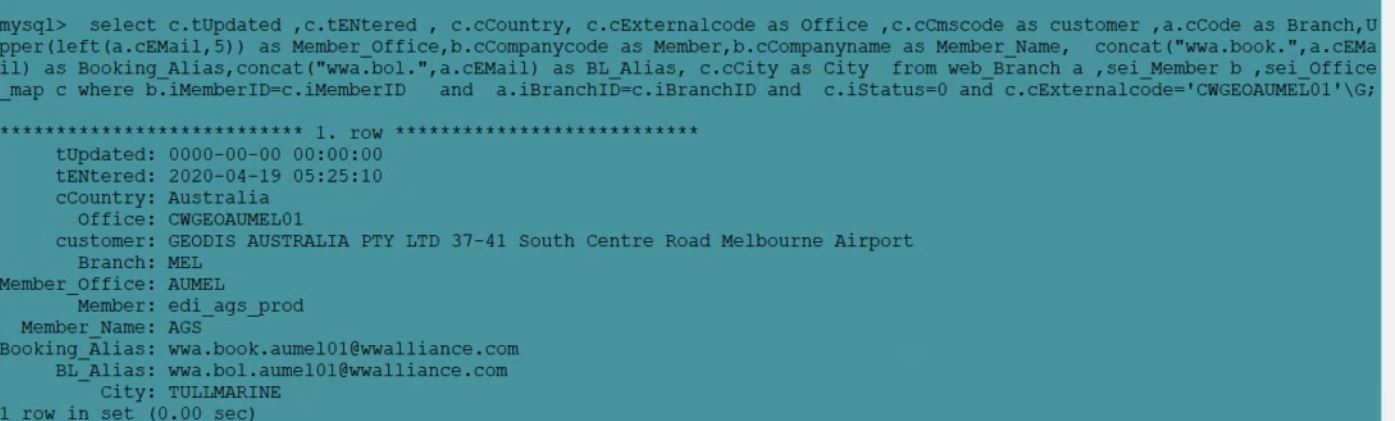 mysql>  select c.tUpdated ,c.tENtered , c.cCountry, c.cExternalcode as Office ,c.cCmscode as customer ,a.cCode as Branch,U
pper(left(a.cEMail,5)) as Member_Office,b.cCompanycode as Member,b.cCompanyname as Member_Name,  concat("wwa.book.",a.cEMa
il) as Booking_Alias,concat("wwa.bol.",a.cEMail) as BL_Alias, c.cCity as City  from web_Branch a ,sei_Member b ,sei_Office
_map c where b.iMemberID=c.iMemberID   and  a.iBranchID=c.iBranchID and  c.iStatus=0 and c.cExternalcode='CWGEOAUMEL01'\G;
*************************** 1. row ***************************
tUpdated: 0000-00-00 00:00:00
tENtered: 2020-04-19 05:25:10
cCountry: Australia
Office: CWGEOAUMEL01
customer: GEODIS AUSTRALIA PTY LTD 37-41 South Centre Road Melbourne Airport
Branch: MEL
Member_Office: AUMEL
Member: edi_ags_prod
Member_Name: AGS
Booking_Alias: wwa.book.aumel01@wwalliance.com
BL_Alias: wwa.bol.aumel01@wwalliance.com
City: TULLMARINE
1 row in set (0.00 sec)